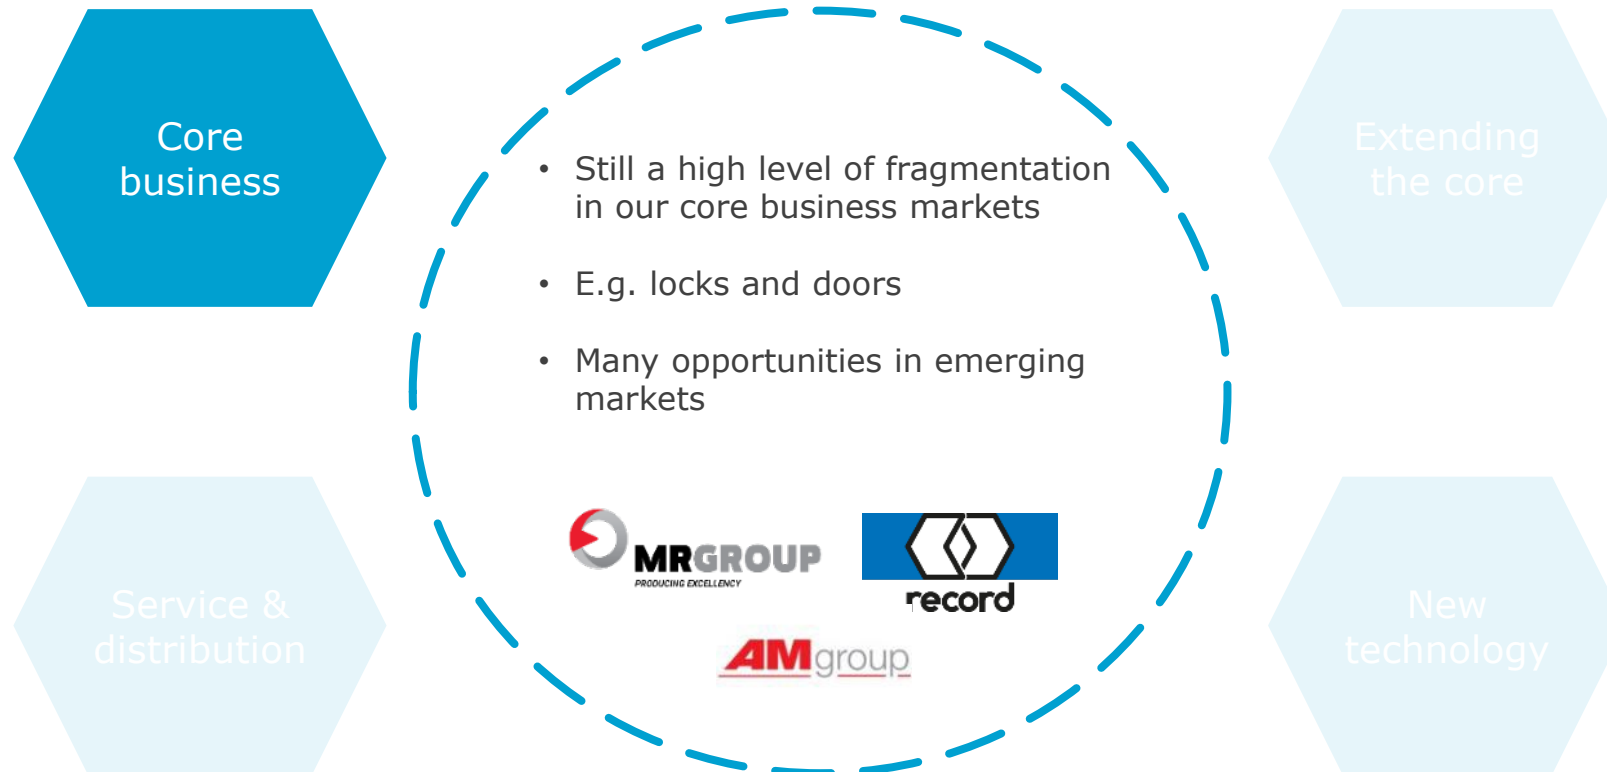 Core
business
• Still a high level of fragmentation
in our core business markets
• E.g. locks and doors
• Many opportunities in emerging
markets
MRGROUP
PRODUCING EXCELLENCY
record
AMgroup
Extending
the core
Service &
distribution
New
technology